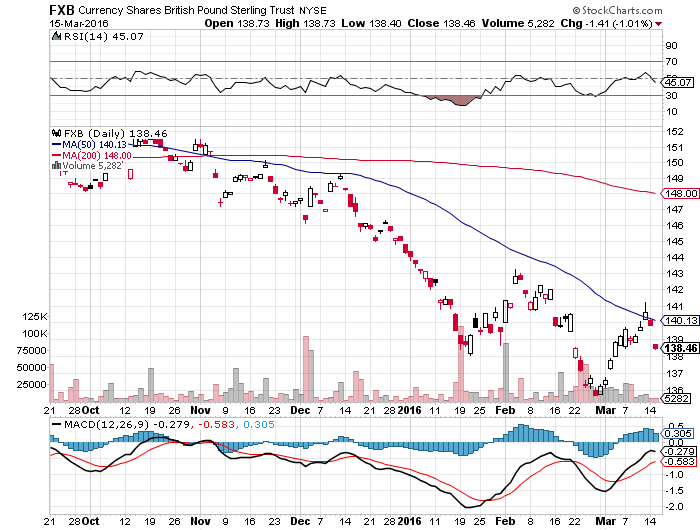 FXB Currency Shares British Pound Sterling Trust NYSE © StockCharts.com
15-Mar-2016 Open 138.73 High 138.73 Low 138.40 Close 138.46 Volume 5,282 Chg -1.41 (-1.01%)
RSI(14) 45.07
90
70
50
45.07
30
10
FXB (Daily) 138.46
MA(50) 140.13
MA(200) 148.00
Volume 5,282
152
151
150
149
148.00
147
146
145
144
143
142
141
140.13
139
138.46
137
136
5282
125K
100K
75000
50000
25000
21 28 Oct 12 19 26 Nov 9 16 23 Dec 7 14 21 28 2016 11 19 25 Feb 8 16 22 Mar 7 14
MACD(12,26,9) -0.279, -0.583, 0.305
0.5
0.305
0.0
-0.279
-0.583
-1.0
-1.5
-2.0
21 28 Oct 12 19 26 Nov 9 16 23 Dec 7 14 21 28 2016 11 19 25 Feb 8 16 22 Mar 7 14